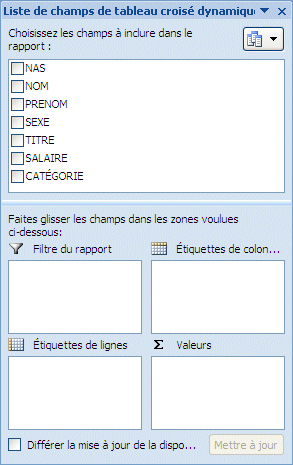 Liste de champs de tableau croisé dynamique
Choisissez les champs à inclure dans le
rapport :
NAS
NOM
PRENOM
SEXE
TITRE
SALAIRE
CATÉGORIE
Faites glisser les champs dans les zones voulues
ci-dessous:
Filtre du rapport
Étiquettes de colon...
Étiquettes de lignes
Σ Valeurs
Différer la mise à jour de la dispo...
Mettre à jour